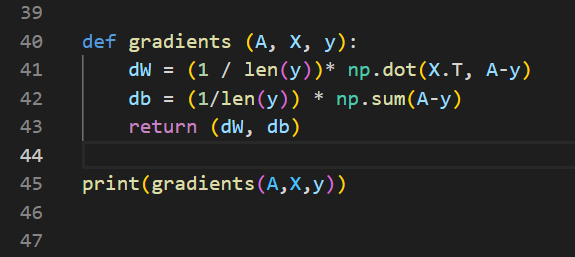 39
40 def gradients (A, X, y):
41 dW = (1 / len(y))* np.dot(X.T, A-y)
42 db = (1/len(y)) * np.sum(A-y)
43 return (dW, db)
44
45 print(gradients(A,X,y))
46
47